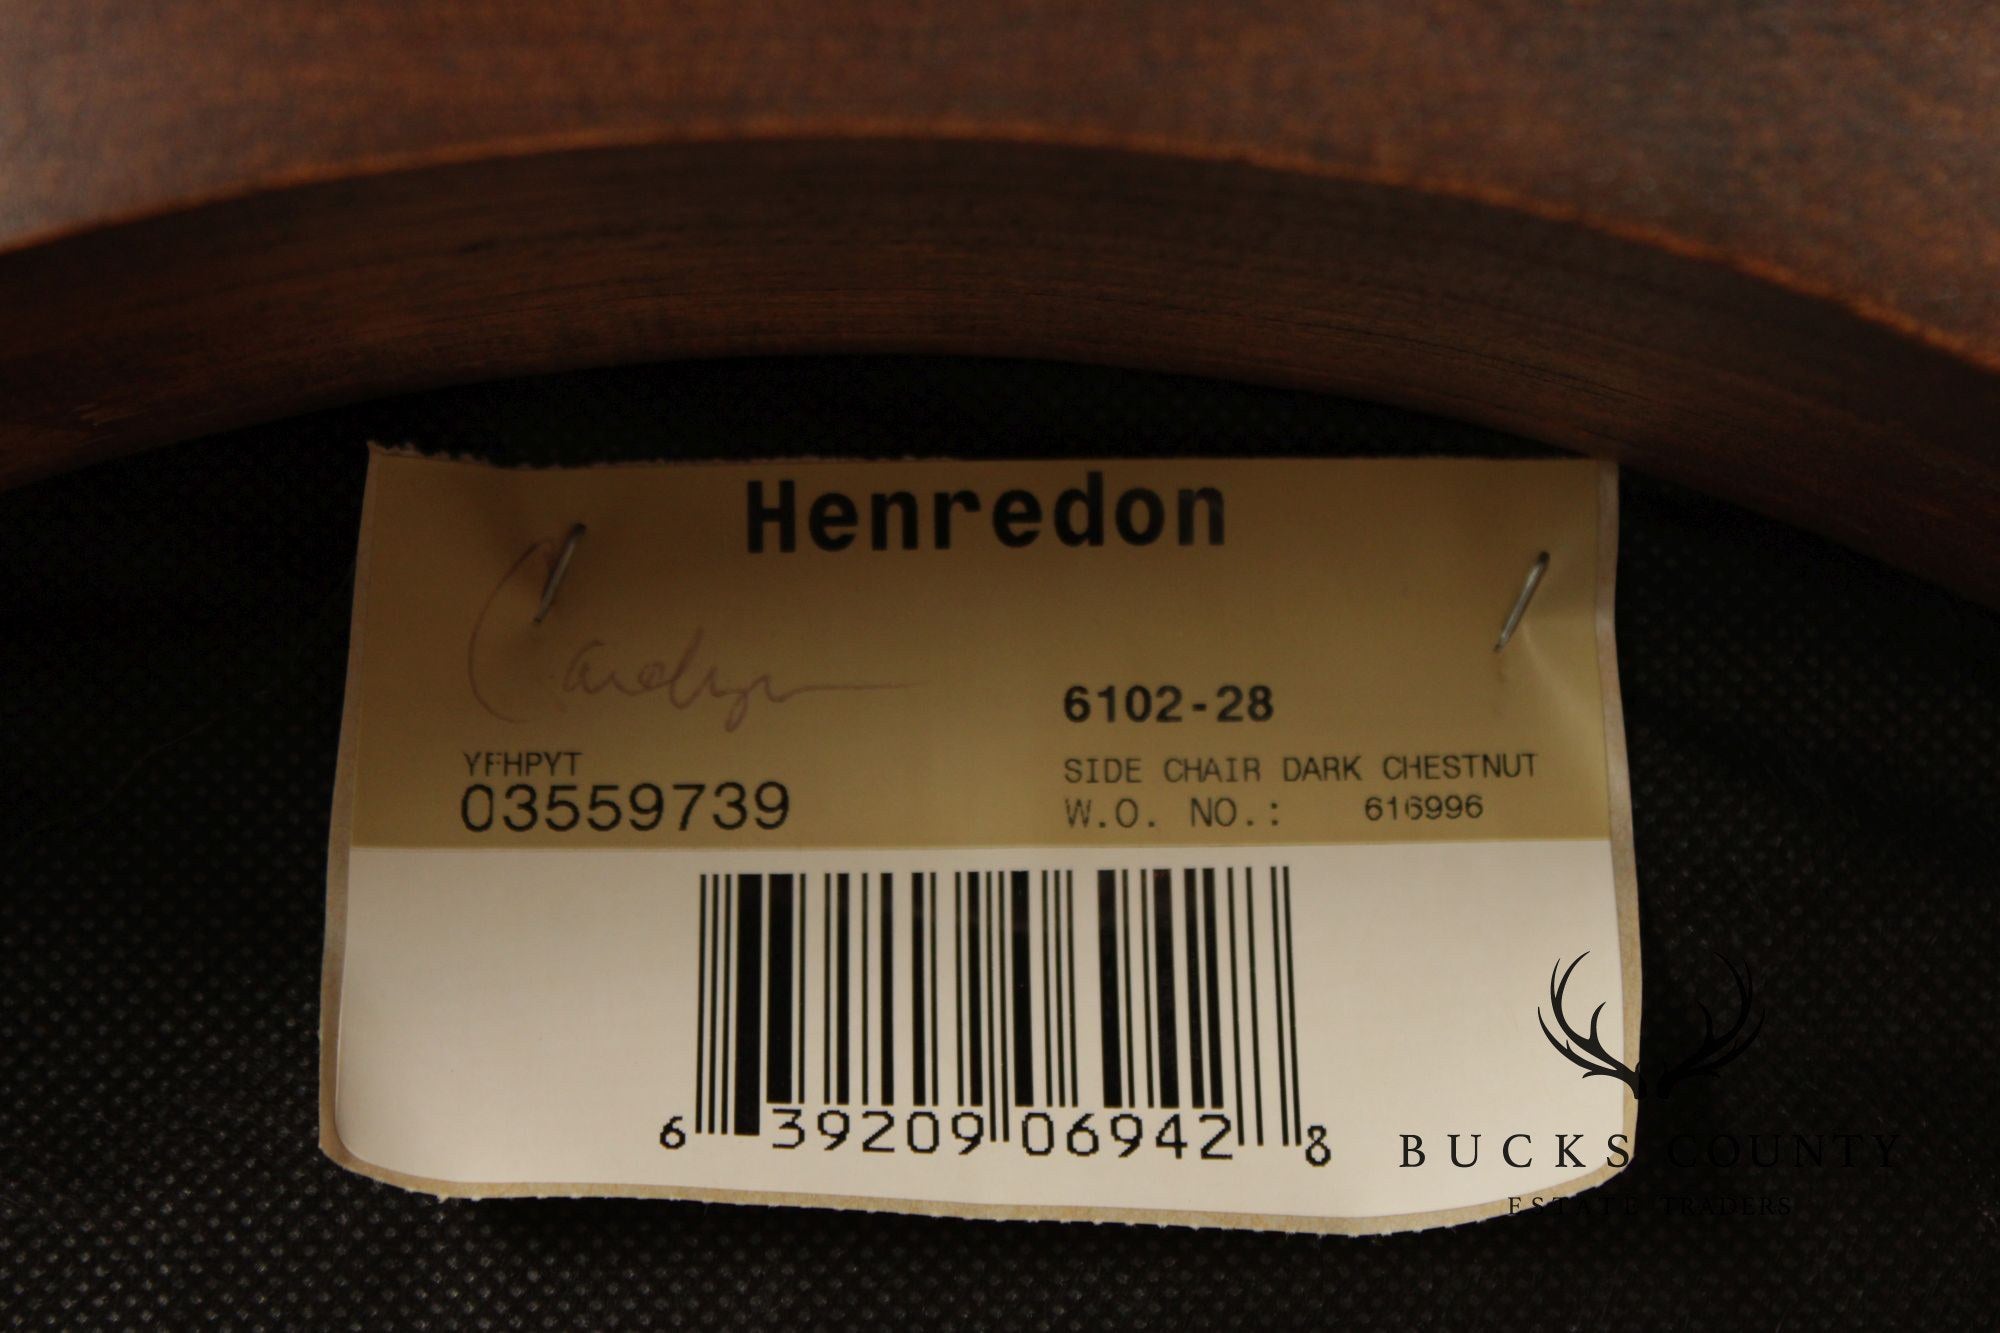 Henredon
Carolyn
6102-28
YFHPYT
SIDE CHAIR DARK CHESTNUT
03559739
W.O. NO.: 616996
6 39209 06942 8
BUCKS COUNTY
ESTATE TRADERS